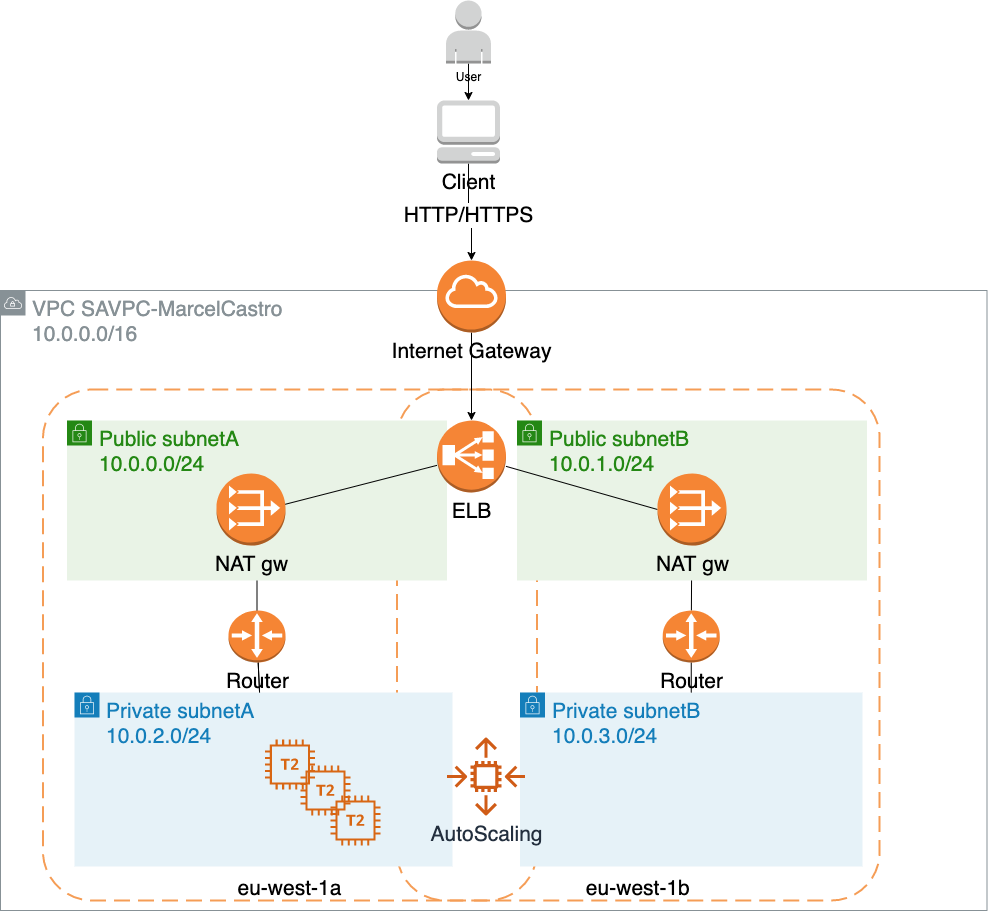 User
Client
HTTP/HTTPS
VPC SAVPC-MarcelCastro
10.0.0.0/16
Internet Gateway
Public subnetA
10.0.0.0/24
Public subnetB
10.0.1.0/24
ELB
NAT gw
NAT gw
Router
Router
Private subnetA
10.0.2.0/24
Private subnetB
10.0.3.0/24
T2
T2
T2
AutoScaling
eu-west-1a
eu-west-1b